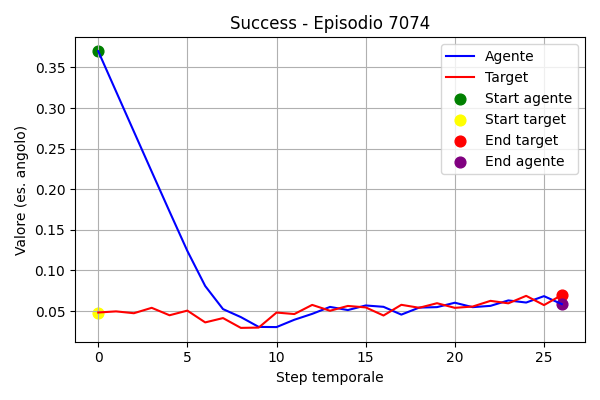 Success - Episodio 7074
Valore (es. angolo)
0.35
0.30
0.25
0.20
0.15
0.10
0.05
Agente
Target
Start agente
Start target
End target
End agente
0 5 10 15 20 25
Step temporale